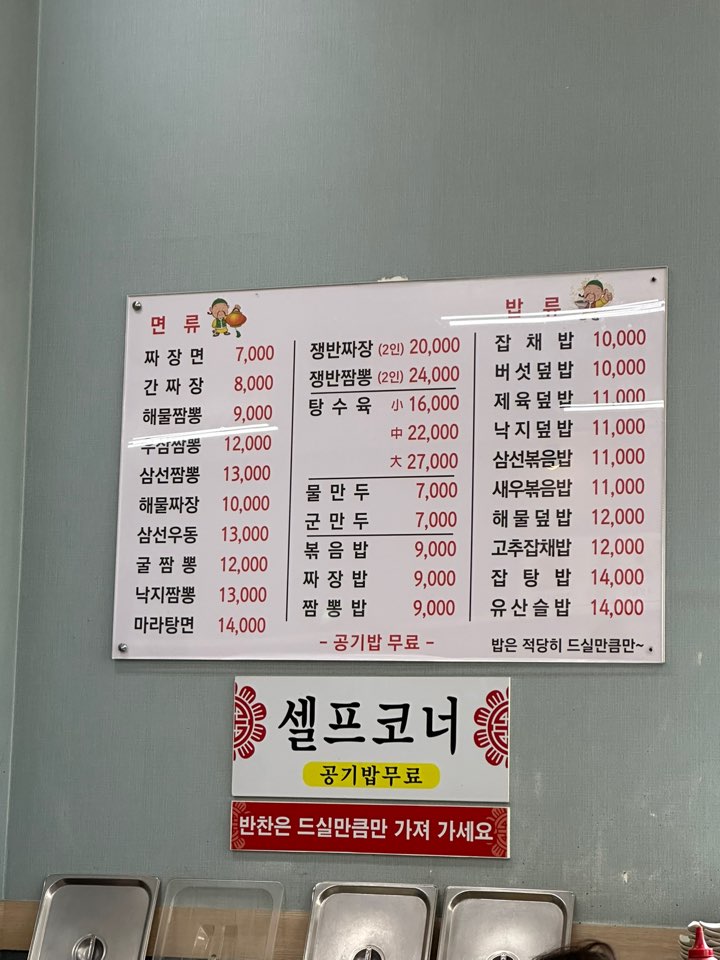 면 류
짜 장 면 7,000
간 짜 장 8,000
해물짬뽕 9,000
우삼짬뽕 12,000
삼선짬뽕 13,000
해물짜장 10,000
삼선우동 13,000
굴 짬 뽕 12,000
낙지짬뽕 13,000
마라탕면 14,000
쟁반짜장 (2인) 20,000
쟁반짬뽕 (2인) 24,000
탕 수 육 小 16,000
中 22,000
大 27,000
물 만 두 7,000
군 만 두 7,000
볶 음 밥 9,000
짜 장 밥 9,000
짬 뽕 밥 9,000
- 공기밥 무료 -
밥 류
잡 채 밥 10,000
버섯덮밥 10,000
제육덮밥 11,000
낙지덮밥 11,000
삼선볶음밥 11,000
새우볶음밥 11,000
해물덮밥 12,000
고추잡채밥 12,000
잡 탕 밥 14,000
유산슬밥 14,000
밥은 적당히 드실만큼만~
셀프코너
공기밥무료
반찬은 드실만큼만 가져 가세요